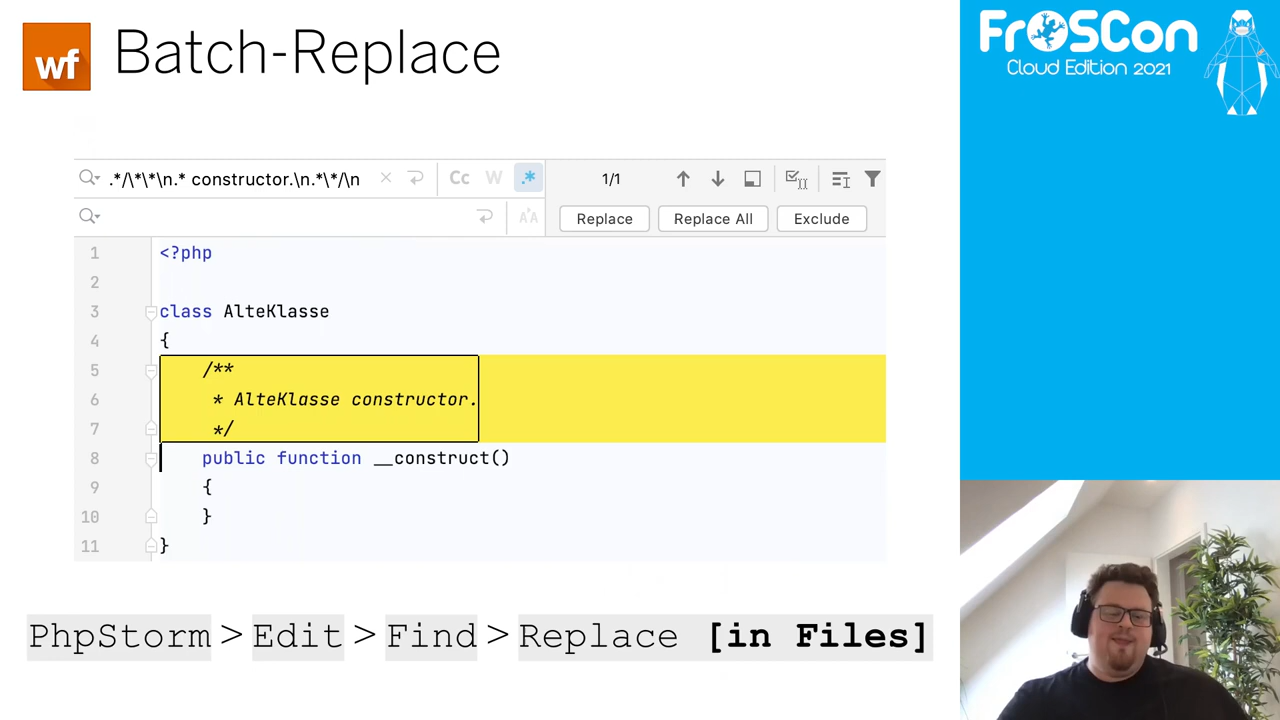 wf Batch-Replace
.*/\*\*\n.* constructor.\n.*\*/\n
Cc W .* 1/1
Replace Replace All Exclude
1 <?php
2
3 class AlteKlasse
4 {
5 /**
6 * AlteKlasse constructor.
7 */
8 public function __construct()
9 {
10 }
11 }
PhpStorm > Edit > Find > Replace [in Files]
FrOSCon
Cloud Edition 2021